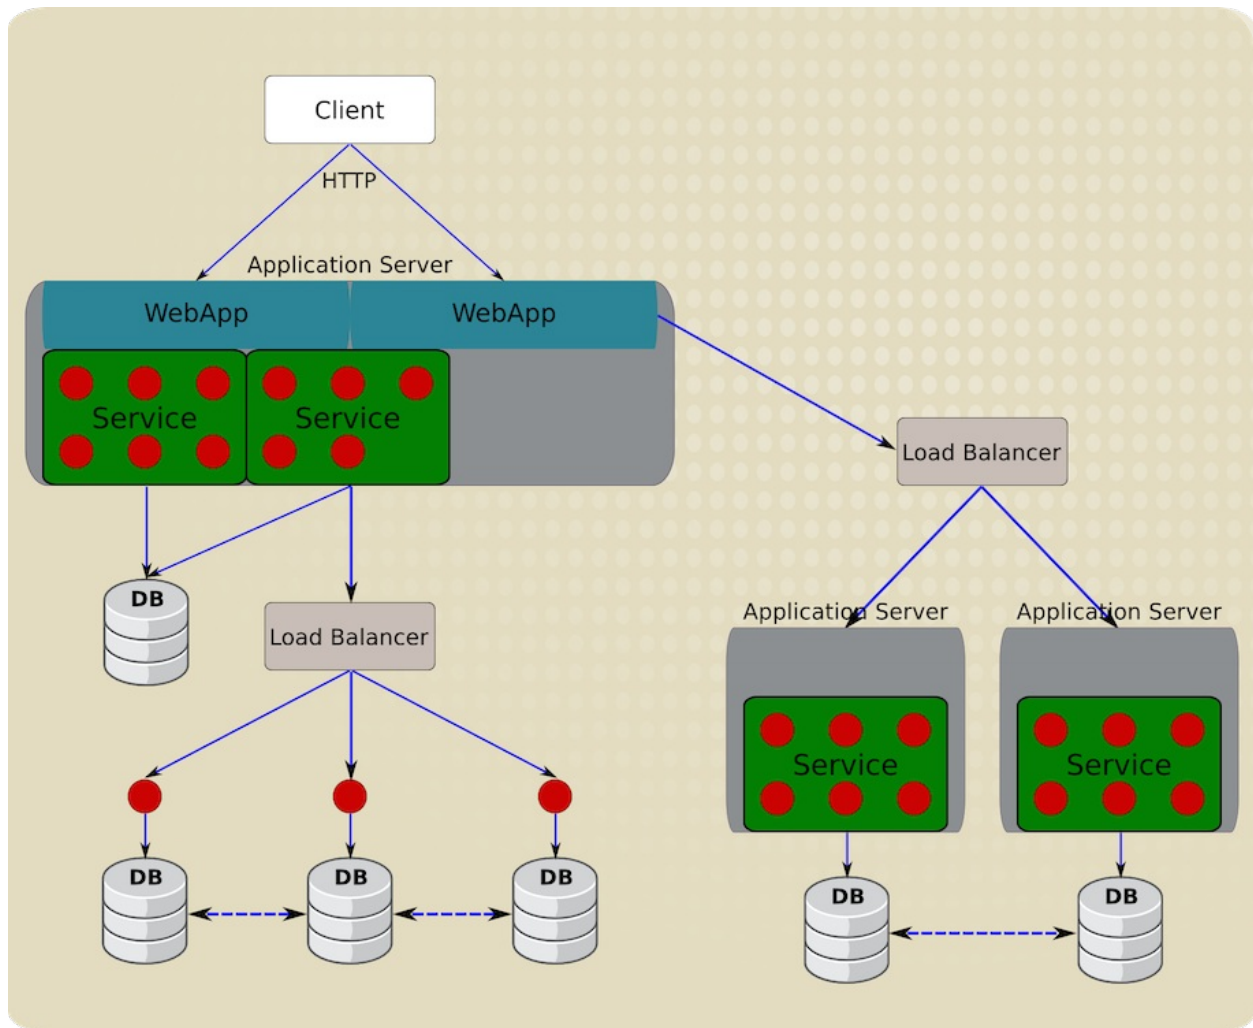 Client
HTTP
Application Server
WebApp WebApp
Service Service
Load Balancer
DB
Load Balancer
Application Server Application Server
Service Service
DB DB DB
DB DB